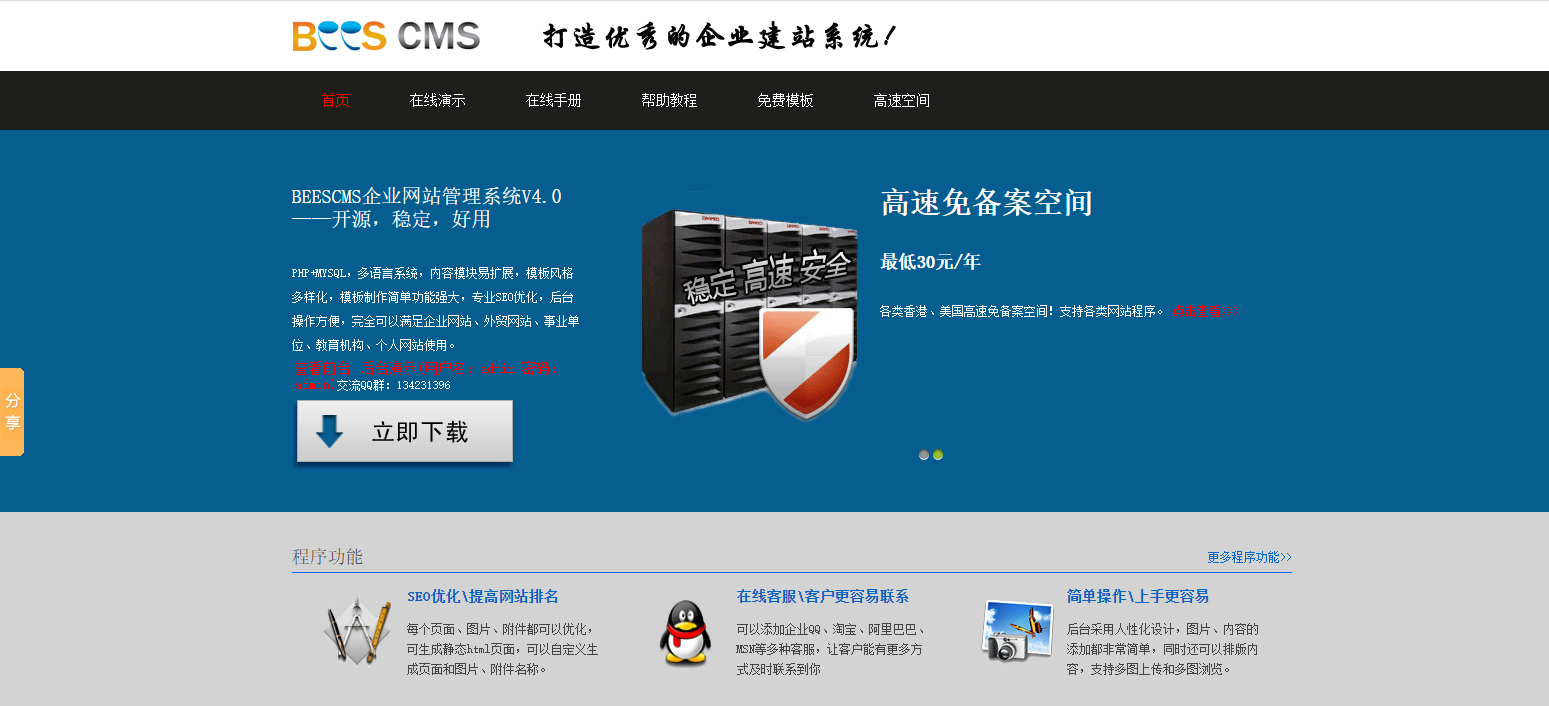 BEES CMS
打造优秀的企业建站系统!
首页 在线演示 在线手册 帮助教程 免费模板 高速空间
BEESCMS企业网站管理系统V4.0
——开源，稳定，好用
PHP+MYSQL，多语言系统，内容模块易扩展，模板风格
多样化，模板制作简单功能强大，专业SEO优化，后台
操作方便，完全可以满足企业网站、外贸网站、事业单
位、教育机构、个人网站使用。
交流QQ群：134231396
立即下载
稳定 高速 安全
高速免备案空间
最低30元/年
各类香港、美国高速免备案空间！支持各类网站程序。 点击查看>>>
分
享
程序功能
更多程序功能>>
SEO优化\提高网站排名
每个页面、图片、附件都可以优化，
可生成静态html页面，可以自定义生
成页面和图片、附件名称。
在线客服\客户更容易联系
可以添加企业QQ、淘宝、阿里巴巴、
MSN等多种客服，让客户能有更多方
式及时联系到你
简单操作\上手更容易
后台采用人性化设计，图片、内容的
添加都非常简单，同时还可以排版内
容，支持多图上传和多图浏览。